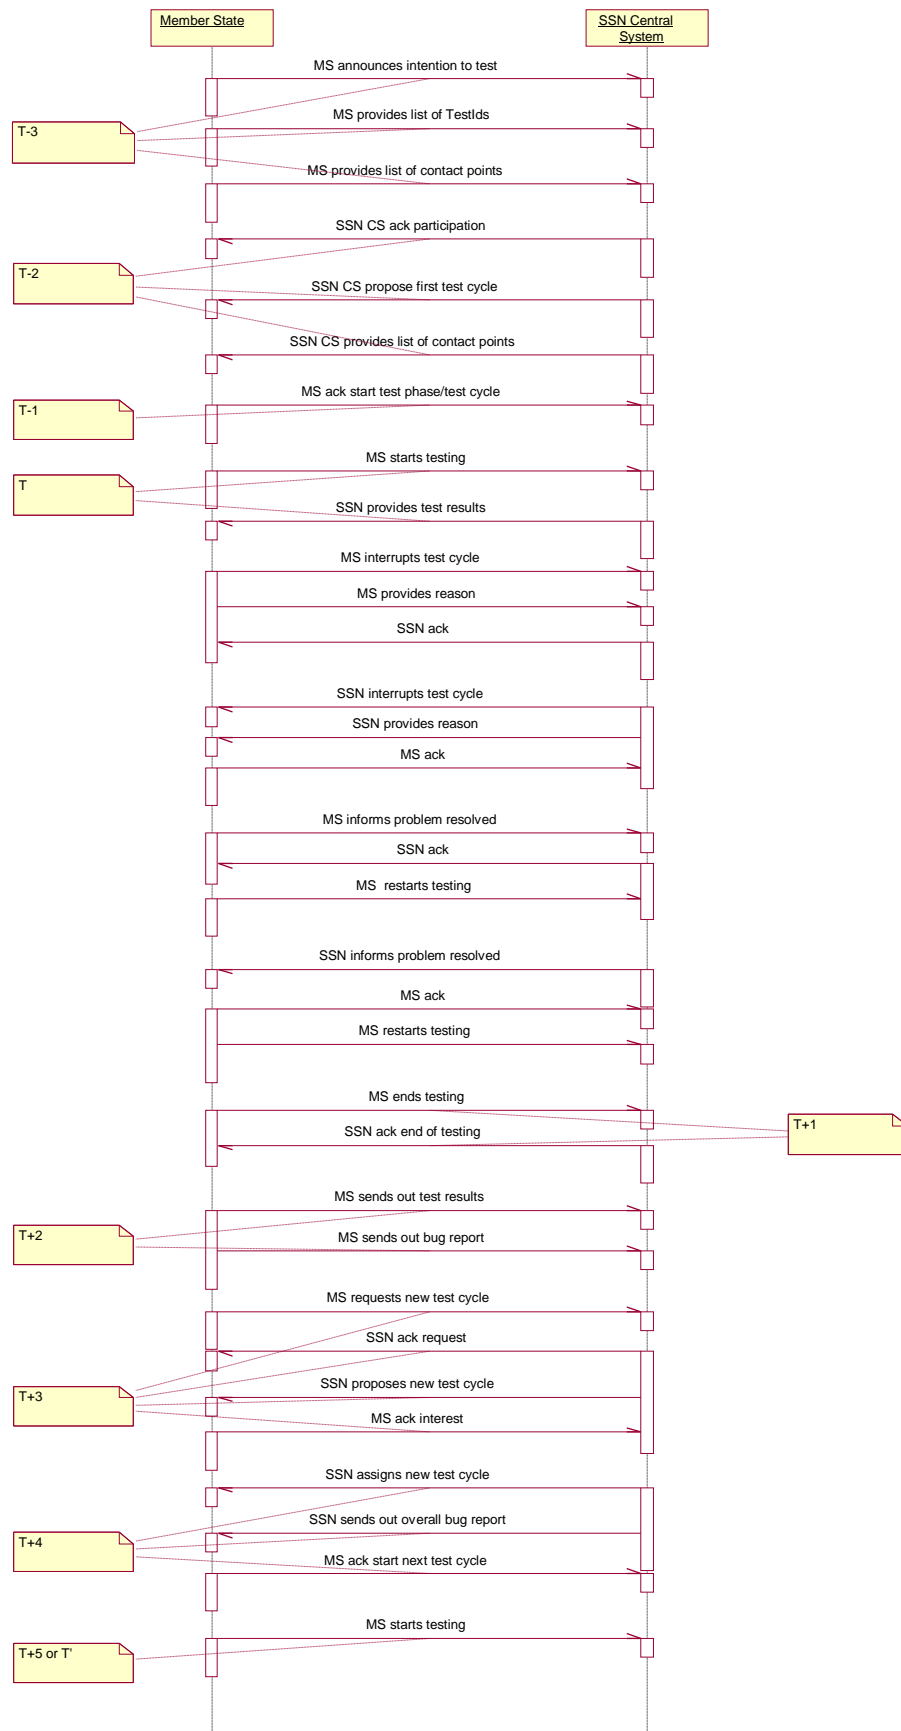 Member State
SSN Central
System
MS announces intention to test
MS provides list of TestIds
T-3
MS provides list of contact points
SSN CS ack participation
T-2
SSN CS propose first test cycle
SSN CS provides list of contact points
MS ack start test phase/test cycle
T-1
MS starts testing
T
SSN provides test results
MS interrupts test cycle
MS provides reason
SSN ack
SSN interrupts test cycle
SSN provides reason
MS ack
MS informs problem resolved
SSN ack
MS  restarts testing
SSN informs problem resolved
MS ack
MS restarts testing
MS ends testing
T+1
SSN ack end of testing
MS sends out test results
T+2
MS sends out bug report
MS requests new test cycle
SSN ack request
SSN proposes new test cycle
T+3
MS ack interest
SSN assigns new test cycle
SSN sends out overall bug report
T+4
MS ack start next test cycle
MS starts testing
T+5 or T'